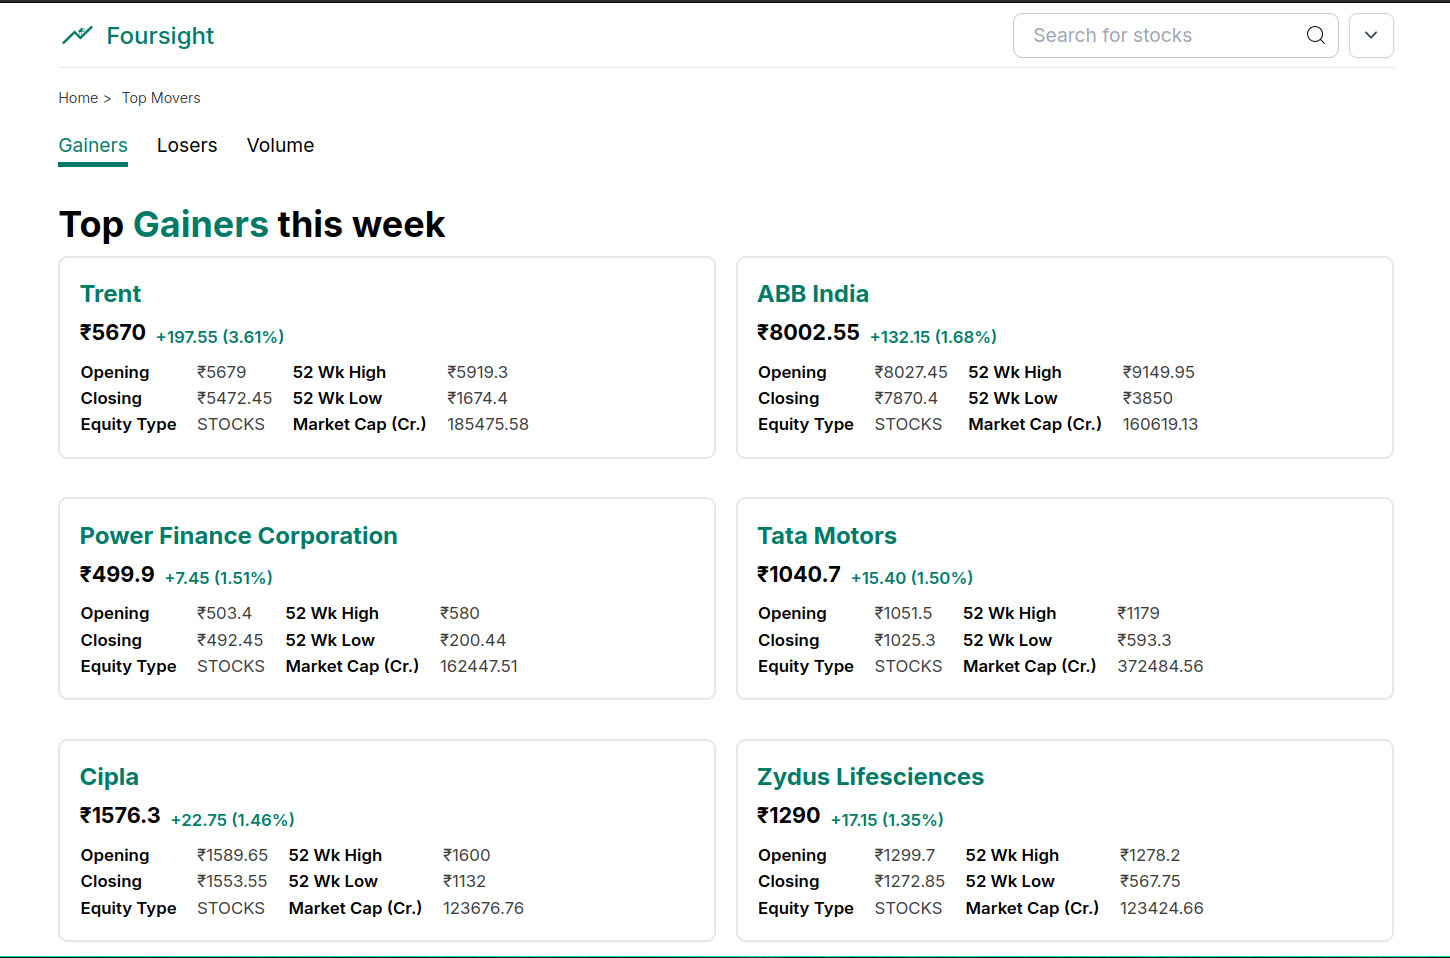 Foursight
Search for stocks
Home > Top Movers
Gainers Losers Volume
Top Gainers this week
Trent
₹5670 +197.55 (3.61%)
Opening ₹5679 52 Wk High ₹5919.3
Closing ₹5472.45 52 Wk Low ₹1674.4
Equity Type STOCKS Market Cap (Cr.) 185475.58
ABB India
₹8002.55 +132.15 (1.68%)
Opening ₹8027.45 52 Wk High ₹9149.95
Closing ₹7870.4 52 Wk Low ₹3850
Equity Type STOCKS Market Cap (Cr.) 160619.13
Power Finance Corporation
₹499.9 +7.45 (1.51%)
Opening ₹503.4 52 Wk High ₹580
Closing ₹492.45 52 Wk Low ₹200.44
Equity Type STOCKS Market Cap (Cr.) 162447.51
Tata Motors
₹1040.7 +15.40 (1.50%)
Opening ₹1051.5 52 Wk High ₹1179
Closing ₹1025.3 52 Wk Low ₹593.3
Equity Type STOCKS Market Cap (Cr.) 372484.56
Cipla
₹1576.3 +22.75 (1.46%)
Opening ₹1589.65 52 Wk High ₹1600
Closing ₹1553.55 52 Wk Low ₹1132
Equity Type STOCKS Market Cap (Cr.) 123676.76
Zydus Lifesciences
₹1290 +17.15 (1.35%)
Opening ₹1299.7 52 Wk High ₹1278.2
Closing ₹1272.85 52 Wk Low ₹567.75
Equity Type STOCKS Market Cap (Cr.) 123424.66